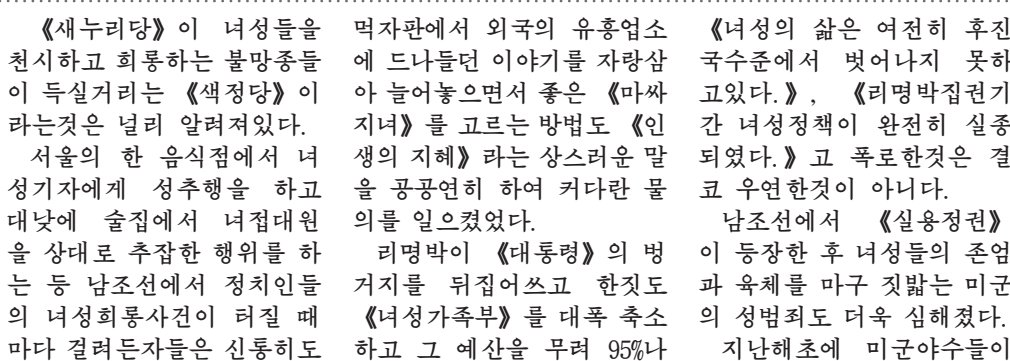 《새누리당》이 녀성들을
천시하고 희롱하는 불망종들
이 득실거리는 《색정당》이
라는것은 널리 알려져있다.
서울의 한 음식점에서 녀
성기자에게 성추행을 하고
대낮에 술집에서 녀접대원
을 상대로 추잡한 행위를 하
는 등 남조선에서 정치인들
의 녀성희롱사건이 터질 때
마다 걸려든자들은 신통히도
먹자판에서 외국의 유흥업소
에 드나들던 이야기를 자랑삼
아 늘어놓으면서 좋은 《마싸
지녀》를 고르는 방법도 《인
생의 지혜》라는 상스러운 말
을 공공연히 하여 커다란 물
의를 일으켰었다.
리명박이 《대통령》의 벙
거지를 뒤집어쓰고 한짓도
《녀성가족부》를 대폭 축소
하고 그 예산을 무려 95%나
《녀성의 삶은 여전히 후진
국수준에서 벗어나지 못하
고있다.》, 《리명박집권기
간 녀성정책이 완전히 실종
되였다.》고 폭로한것은 결
코 우연한것이 아니다.
남조선에서 《실용정권》
이 등장한 후 녀성들의 존엄
과 육체를 마구 짓밟는 미군
의 성범죄도 더욱 심해졌다.
지난해초에 미군야수들이